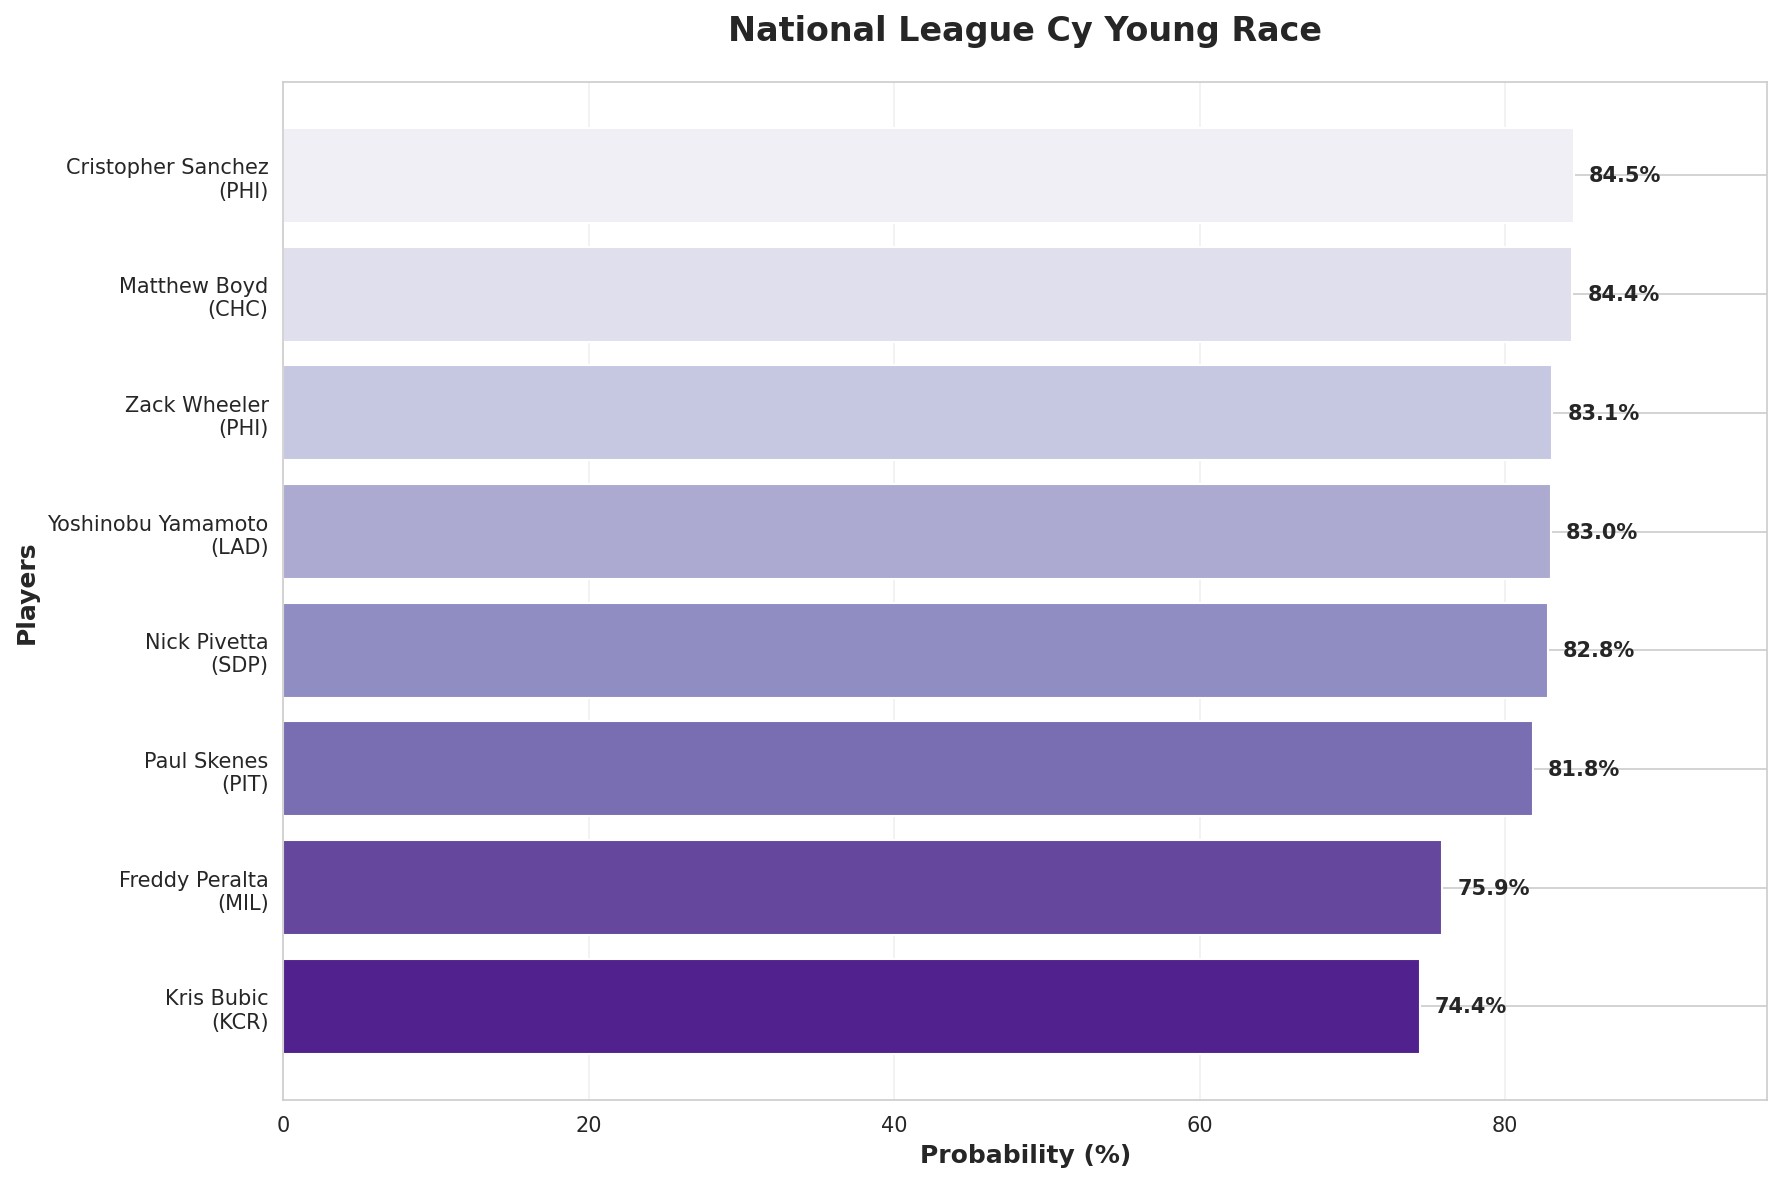 National League Cy Young Race
Cristopher Sanchez
(PHI)
84.5%
Matthew Boyd
(CHC)
84.4%
Zack Wheeler
(PHI)
83.1%
Yoshinobu Yamamoto
(LAD)
83.0%
Nick Pivetta
(SDP)
82.8%
Paul Skenes
(PIT)
81.8%
Freddy Peralta
(MIL)
75.9%
Kris Bubic
(KCR)
74.4%
Players
0 20 40 60 80
Probability (%)